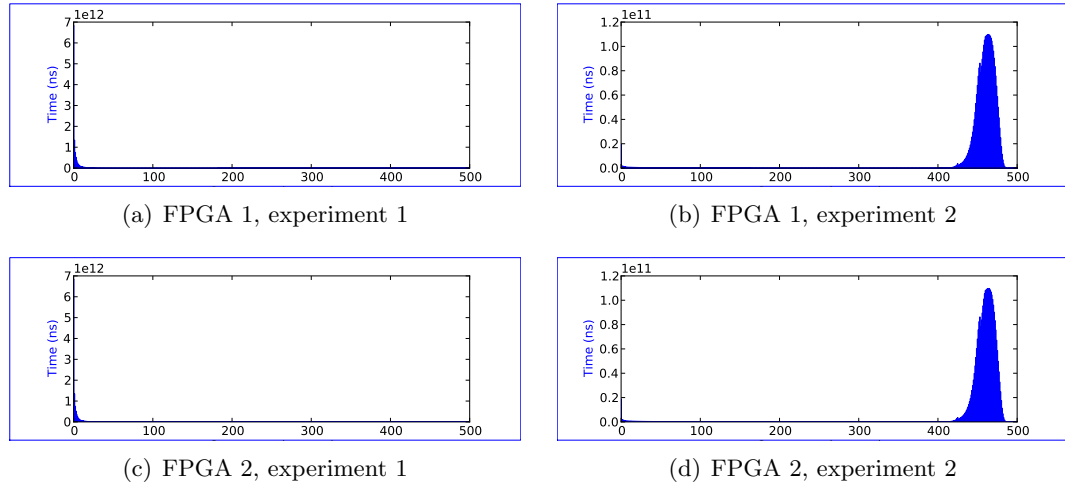 1e12
7
6
5
4
3
2
1
0
Time (ns)
0 100 200 300 400 500
(a) FPGA 1, experiment 1
1e11
1.2
1.0
0.8
0.6
0.4
0.2
0.0
Time (ns)
0 100 200 300 400 500
(b) FPGA 1, experiment 2
1e12
7
6
5
4
3
2
1
0
Time (ns)
0 100 200 300 400 500
(c) FPGA 2, experiment 1
1e11
1.2
1.0
0.8
0.6
0.4
0.2
0.0
Time (ns)
0 100 200 300 400 500
(d) FPGA 2, experiment 2